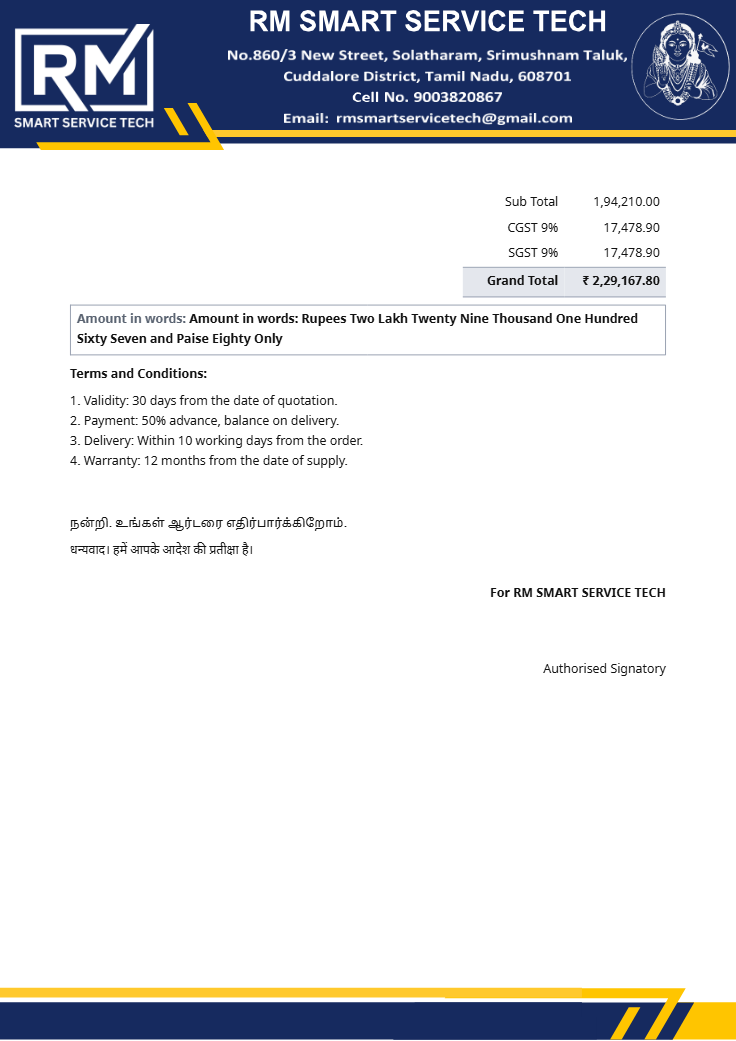 RM SMART SERVICE TECH
No.860/3 New Street, Solatharam, Srimushnam Taluk,
Cuddalore District, Tamil Nadu, 608701
Cell No. 9003820867
Email: rmsmartservicetech@gmail.com
RM
SMART SERVICE TECH
Sub Total 1,94,210.00
CGST 9% 17,478.90
SGST 9% 17,478.90
Grand Total ₹ 2,29,167.80
Amount in words: Amount in words: Rupees Two Lakh Twenty Nine Thousand One Hundred
Sixty Seven and Paise Eighty Only
Terms and Conditions:
1. Validity: 30 days from the date of quotation.
2. Payment: 50% advance, balance on delivery.
3. Delivery: Within 10 working days from the order.
4. Warranty: 12 months from the date of supply.
நன்றி. உங்கள் ஆர்டரை எதிர்பார்க்கிறோம்.
धन्यवाद। हमें आपके आदेश की प्रतीक्षा है।
For RM SMART SERVICE TECH
Authorised Signatory